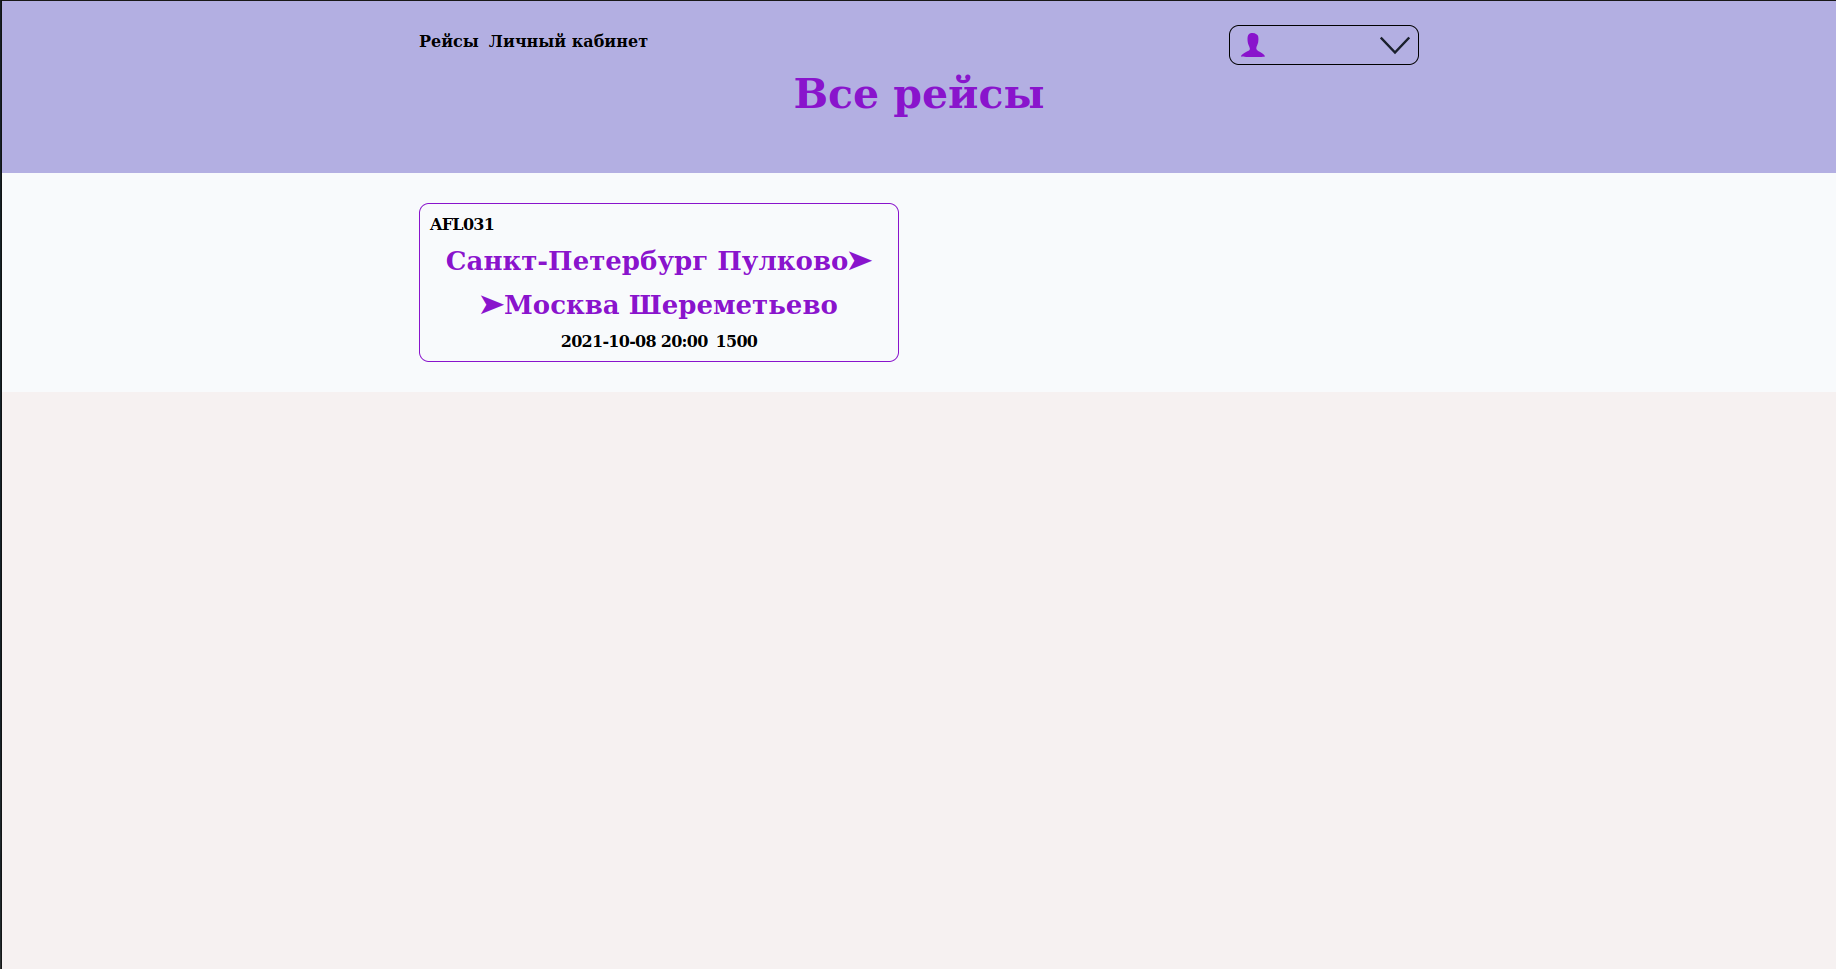 Рейсы Личный кабинет
Все рейсы
AFL031
Санкт-Петербург Пулково➤
➤Москва Шереметьево
2021-10-08 20:00 1500